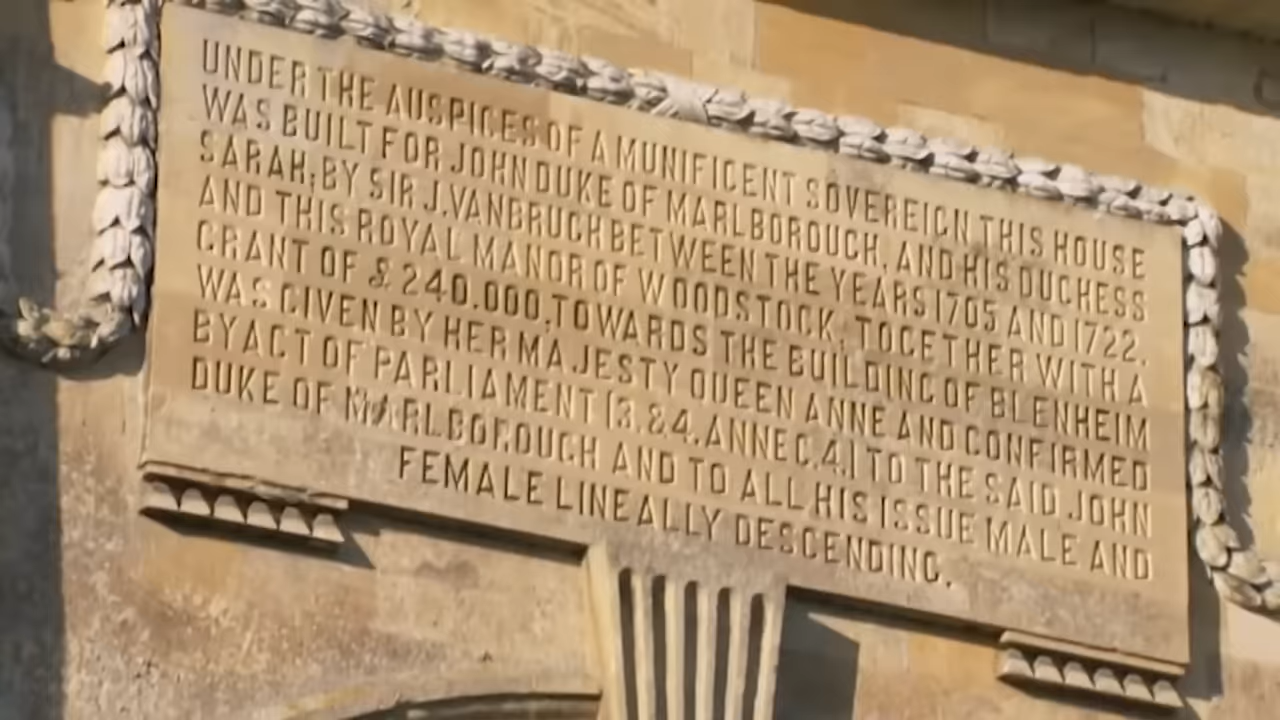 UNDER THE AUSPICES OF A MUNIFICENT SOVEREIGN THIS HOUSE
WAS BUILT FOR JOHN DUKE OF MARLBOROUGH, AND HIS DUCHESS
SARAH; BY SIR J. VANBRUGH BETWEEN THE YEARS 1705 AND 1722.
AND THIS ROYAL MANOR OF WOODSTOCK, TOGETHER WITH A
GRANT OF £ 240.000, TOWARDS THE BUILDING OF BLENHEIM
WAS GIVEN BY HER MAJESTY QUEEN ANNE AND CONFIRMED
BY ACT OF PARLIAMENT (3.&4. ANNE C.4.) TO THE SAID JOHN
DUKE OF MARLBOROUGH AND TO ALL HIS ISSUE MALE AND
FEMALE LINEALLY DESCENDING.